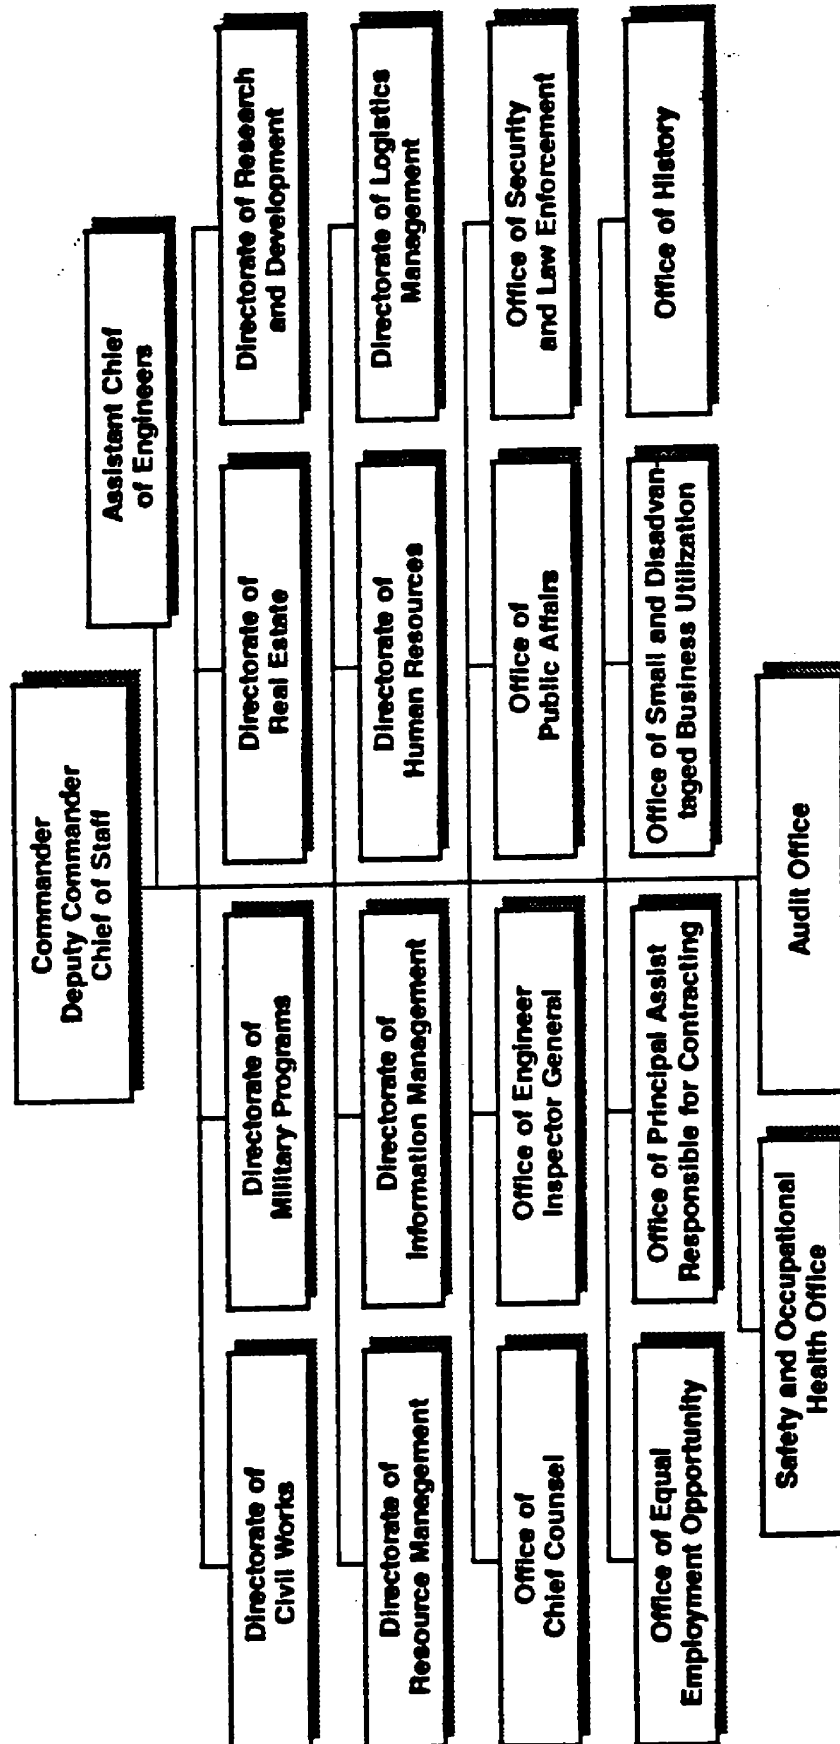 Commander
Deputy Commander
Chief of Staff
Assistant Chief
of Engineers
Directorate of
Civil Works
Directorate of
Military Programs
Directorate of
Real Estate
Directorate of Research
and Development
Directorate of
Resource Management
Directorate of
Information Management
Directorate of
Human Resources
Directorate of Logistics
Management
Office of
Chief Counsel
Office of Engineer
Inspector General
Office of
Public Affairs
Office of Security
and Law Enforcement
Office of Equal
Employment Opportunity
Office of Principal Assist
Responsible for Contracting
Office of Small and Disadvan-
taged Business Utilization
Office of History
Safety and Occupational
Health Office
Audit Office